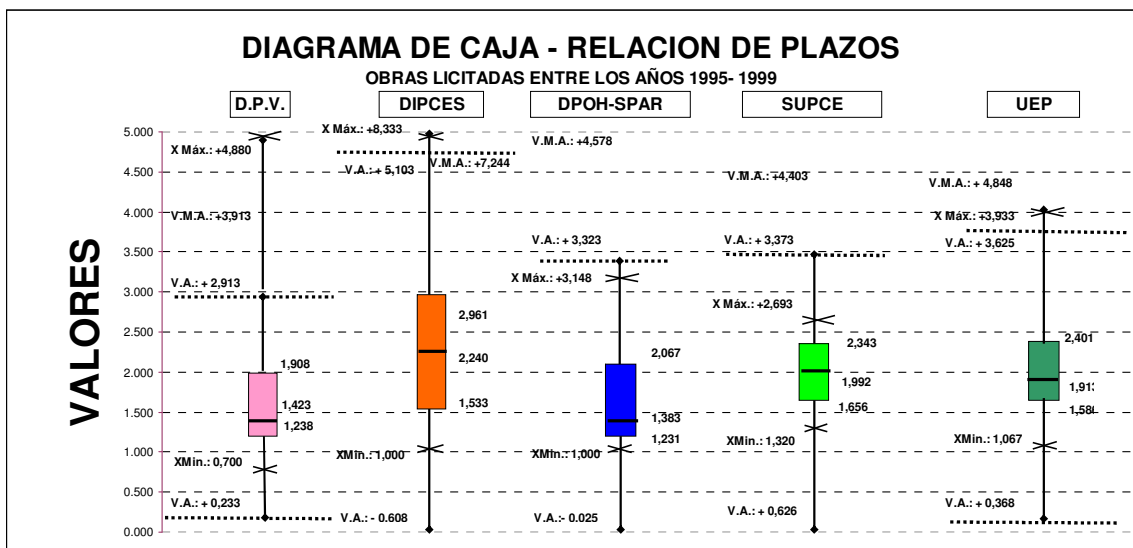 DIAGRAMA DE CAJA - RELACION DE PLAZOS
OBRAS LICITADAS ENTRE LOS AÑOS 1995- 1999
D.P.V. DIPCES DPOH-SPAR SUPCE UEP
VALORES
5.000
4.500
4.000
3.500
3.000
2.500
2.000
1.500
1.000
0.500
0.000
X Máx.: +4,880
V.M.A.: +3,913
V.A.: + 2,913
1,908
1,423
1,238
XMin.: 0,700
V.A.: + 0,233
X Máx.: +8,333
V.M.A.: +7,244
V.A.: + 5,103
2,961
2,240
1,533
XMin.: 1,000
V.A.: - 0.608
V.M.A.: +4,578
V.A.: + 3,323
X Máx.: +3,148
2,067
1,383
1,231
XMin.: 1,000
V.A.:- 0.025
V.M.A.: +4,403
V.A.: + 3,373
X Máx.: +2,693
2,343
1,992
1,656
XMin.: 1,320
V.A.: + 0,626
V.M.A.: + 4,848
X Máx.: +3,933
V.A.: + 3,625
2,401
XMin.: 1,067
V.A.: + 0,368